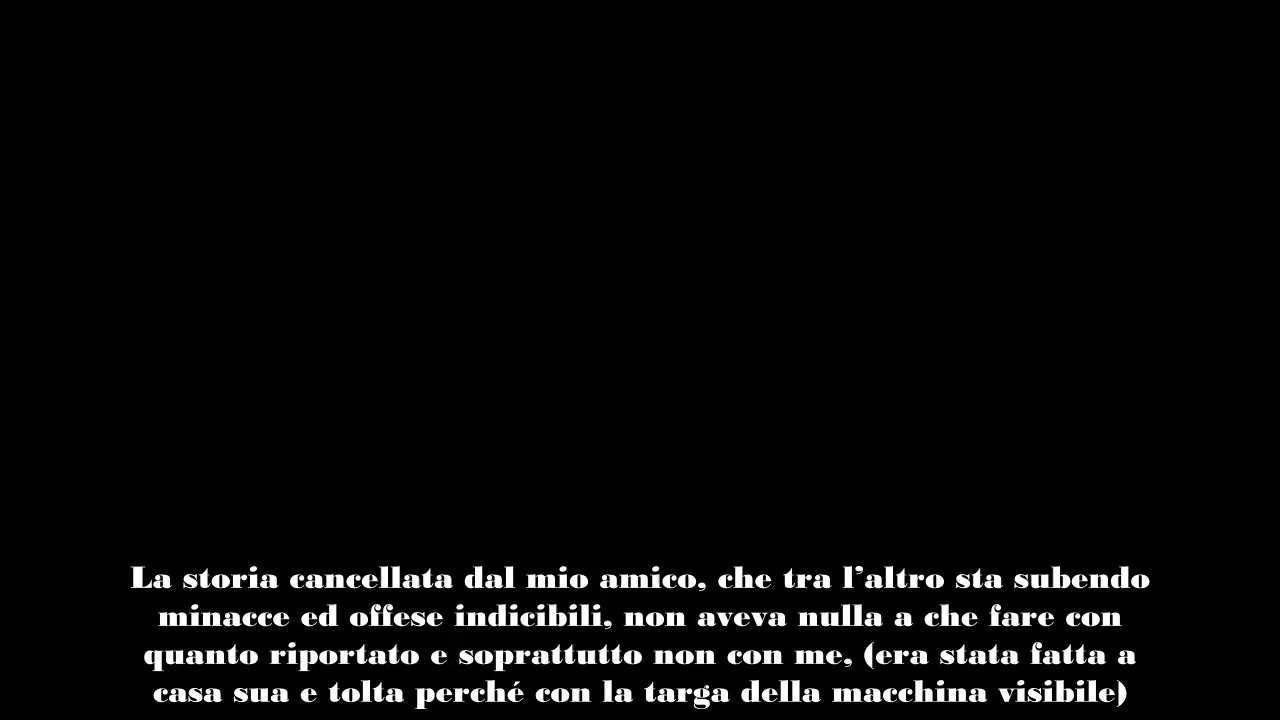 La storia cancellata dal mio amico, che tra l’altro sta subendo
minacce ed offese indicibili, non aveva nulla a che fare con
quanto riportato e soprattutto non con me, (era stata fatta a
casa sua e tolta perché con la targa della macchina visibile)